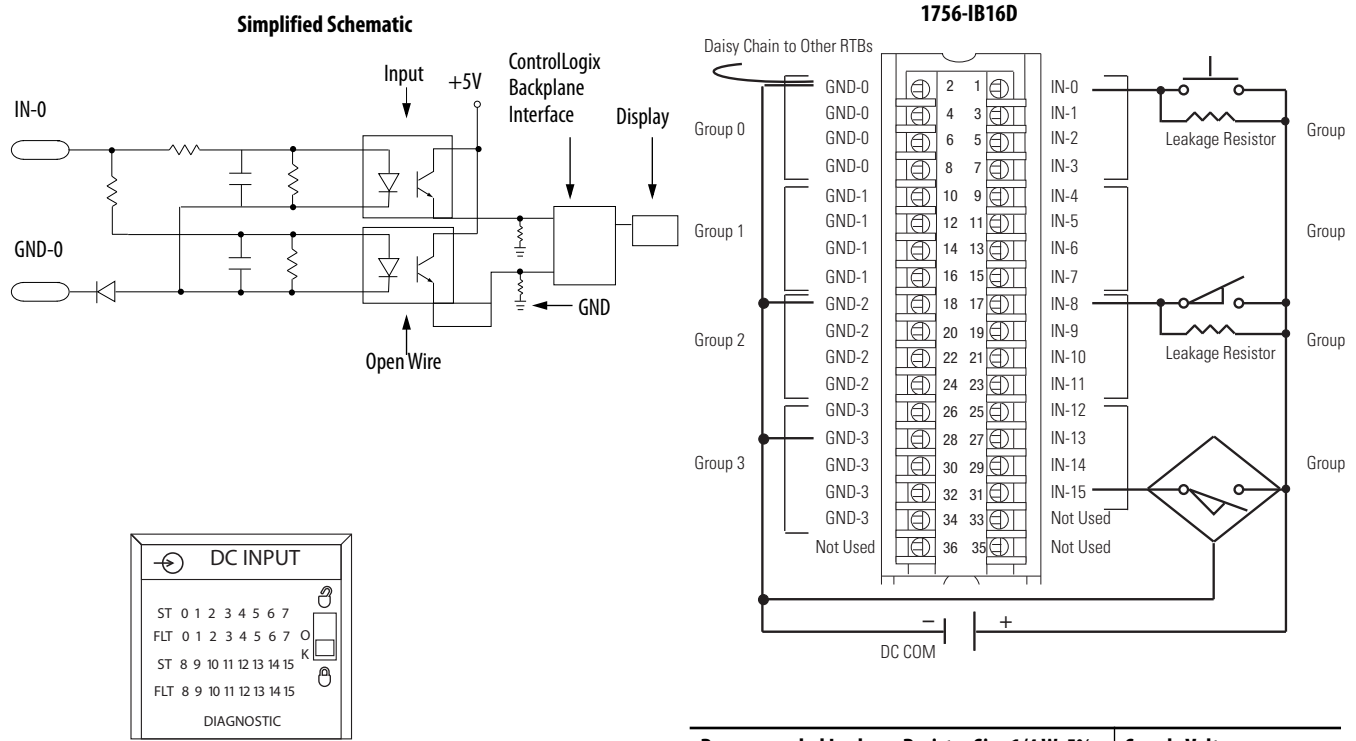 Simplified Schematic
Input
+5V
ControlLogix
Backplane
Interface
Display
IN-0
GND-0
GND
Open Wire
DC INPUT
ST 0 1 2 3 4 5 6 7
FLT 0 1 2 3 4 5 6 7
O
K
ST 8 9 10 11 12 13 14 15
FLT 8 9 10 11 12 13 14 15
DIAGNOSTIC
1756-IB16D
Daisy Chain to Other RTBs
GND-0 2 1 IN-0
GND-0 4 3 IN-1
Group 0
GND-0 6 5 IN-2
Leakage Resistor
Group
GND-0 8 7 IN-3
GND-1 10 9 IN-4
GND-1 12 11 IN-5
Group 1
Group
GND-1 14 13 IN-6
GND-1 16 15 IN-7
GND-2 18 17 IN-8
GND-2 20 19 IN-9
Group 2
Group
GND-2 22 21 IN-10
Leakage Resistor
GND-2 24 23 IN-11
GND-3 26 25 IN-12
GND-3 28 27 IN-13
Group 3
GND-3 30 29 IN-14
Group
GND-3 32 31 IN-15
GND-3 34 33 Not Used
Not Used 36 35 Not Used
– +
DC COM